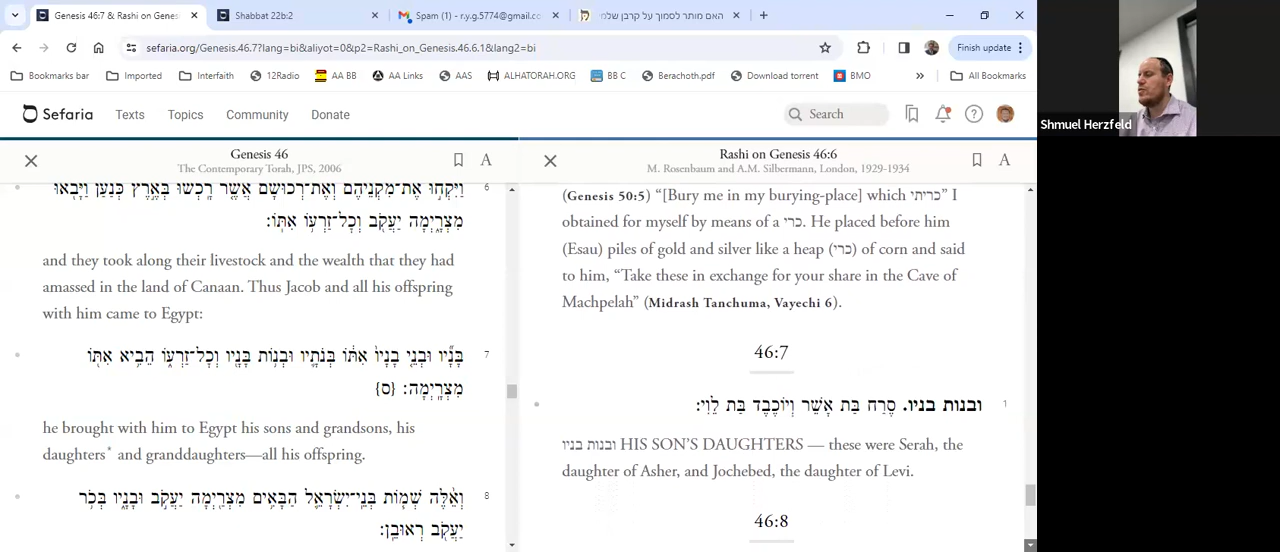 Genesis 46:7 & Rashi on Genesis
Shabbat 22b:2
Spam (1) - rav1974@gmail.co
האם מותר לסמוך על קרבן שלמי
sefaria.org/Genesis.46.7?lang=bi&aliyot=0&p2=Rashi_on_Genesis.46.6.1&lang2=bi
Finish update
Bookmarks bar
Imported
Interfaith
12Radio
AA BB
AA Links
SH
ALHATORAH.ORG
BB C
Berachoth.pdf
Download torrent
BMO
»
All Bookmarks
Sefaria
Texts
Topics
Community
Donate
Search
Genesis 46
The Contemporary Torah, JPS, 2006
A
6
וַיִּקְח֣וּ אֶת־מִקְנֵיהֶ֗ם וְאֶת־רְכוּשָׁם֙ אֲשֶׁ֤ר רָֽכְשׁוּ֙ בְּאֶ֣רֶץ כְּנַ֔עַן וַיָּבֹ֖אוּ
מִצְרָ֑יְמָה יַעֲקֹ֖ב וְכׇל־זַרְע֥וֹ אִתּֽוֹ׃
and they took along their livestock and the wealth that they had
amassed in the land of Canaan. Thus Jacob and all his offspring
with him came to Egypt:
7
בָּנָ֞יו וּבְנֵ֤י בָנָיו֙ אִתּ֔וֹ בְּנֹתָ֛יו וּבְנ֥וֹת בָּנָ֖יו וְכׇל־זַרְע֑וֹ הֵבִ֥יא אִתּ֖וֹ
מִצְרָֽיְמָה׃ {ס}
he brought with him to Egypt his sons and grandsons, his
daughters* and granddaughters—all his offspring.
8
וְאֵ֨לֶּה שְׁמ֧וֹת בְּנֵֽי־יִשְׂרָאֵ֛ל הַבָּאִ֥ים מִצְרַ֖יְמָה יַעֲקֹ֣ב וּבָנָ֑יו בְּכֹ֥ר
יַעֲקֹ֖ב רְאוּבֵֽן׃
Rashi on Genesis 46:6
M. Rosenbaum and A.M. Silbermann, London, 1929-1934
A
(Genesis 50:5) “[Bury me in my burying-place] which כריתי” I
obtained for myself by means of a כרי. He placed before him
(Esau) piles of gold and silver like a heap (כרי) of corn and said
to him, “Take these in exchange for your share in the Cave of
Machpelah” (Midrash Tanchuma, Vayechi 6).
46:7
1
ובנות בניו. סֶרַח בַּת אָשֵׁר וְיוֹכֶבֶד בַּת לֵוִי:
ובנות בניו HIS SON’S DAUGHTERS — these were Serah, the
daughter of Asher, and Jochebed, the daughter of Levi.
46:8
Shmuel Herzfeld